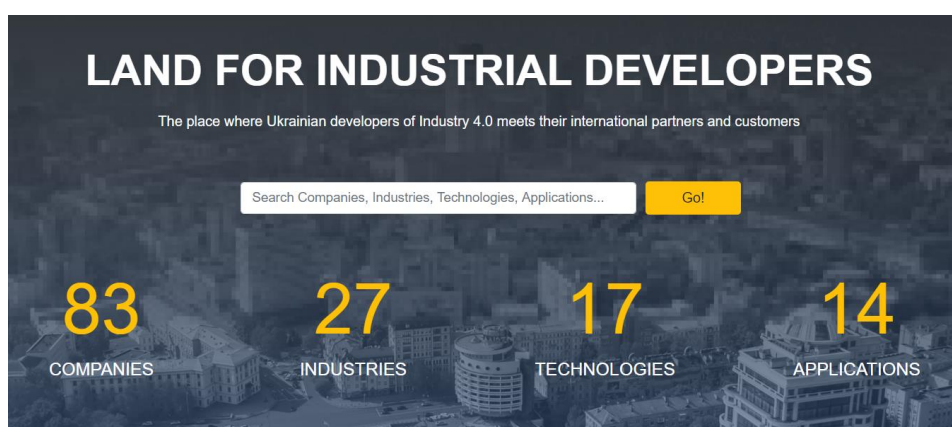 LAND FOR INDUSTRIAL DEVELOPERS
The place where Ukrainian developers of Industry 4.0 meets their international partners and customers
Search Companies, Industries, Technologies, Applications...
Go!
83
27
17
14
COMPANIES
INDUSTRIES
TECHNOLOGIES
APPLICATIONS